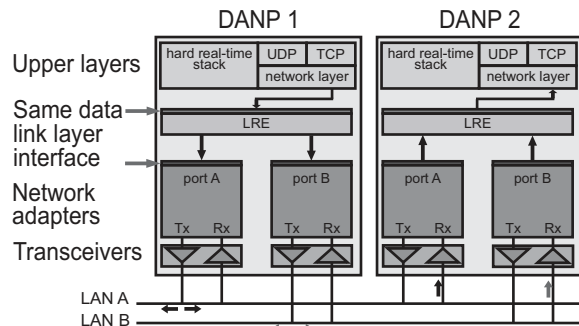 DANP 1
DANP 2
Upper layers
hard real-time
stack
UDP
TCP
network layer
hard real-time
stack
UDP
TCP
network layer
Same data
link layer
interface
LRE
LRE
Network
adapters
port A
port B
port A
port B
Tx
Rx
Tx
Rx
Tx
Rx
Tx
Rx
Transceivers
LAN A
LAN B